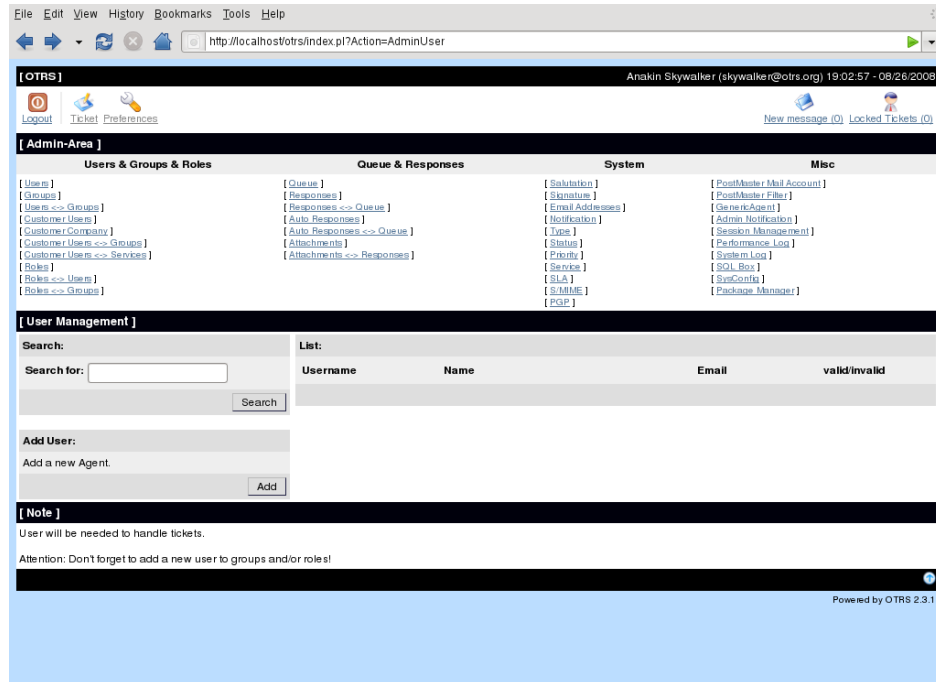 File Edit View History Bookmarks Tools Help
http://localhost/otrs/index.pl?Action=AdminUser
[ OTRS ] Anakin Skywalker (skywalker@otrs.org) 19:02:57 - 08/26/2008
Logout Ticket Preferences New message (0) Locked Tickets (0)
[ Admin-Area ]
Users & Groups & Roles Queue & Responses System Misc
[ Users ] [ Queue ] [ Salutation ] [ PostMaster Mail Account ]
[ Groups ] [ Responses ] [ Signature ] [ PostMaster Filter ]
[ Users <-> Groups ] [ Responses <-> Queue ] [ Email Addresses ] [ GenericAgent ]
[ Customer Users ] [ Auto Responses ] [ Notification ] [ Admin Notification ]
[ Customer Company ] [ Auto Responses <-> Queue ] [ Type ] [ Session Management ]
[ Customer Users <-> Groups ] [ Attachments ] [ Status ] [ Performance Log ]
[ Customer Users <-> Services ] [ Attachments <-> Responses ] [ Priority ] [ System Log ]
[ Roles ] [ Service ] [ SQL Box ]
[ Roles <-> Users ] [ SLA ] [ SysConfig ]
[ Roles <-> Groups ] [ S/MIME ] [ Package Manager ]
[ PGP ]
[ User Management ]
Search: List:
Search for: Username Name Email valid/invalid
Search
Add User:
Add a new Agent.
Add
[ Note ]
User will be needed to handle tickets.
Attention: Don't forget to add a new user to groups and/or roles!
Powered by OTRS 2.3.1